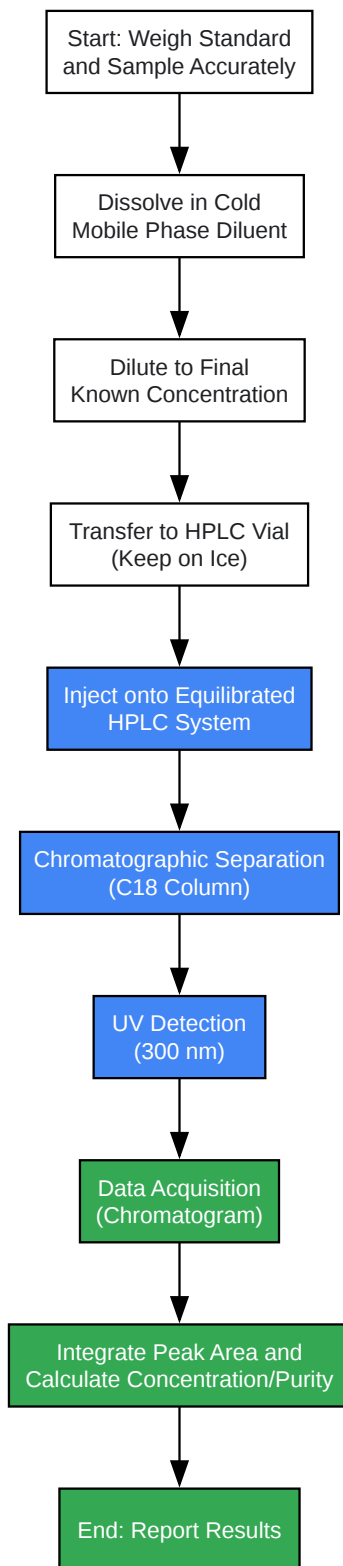 Start: Weigh Standard
and Sample Accurately
Dissolve in Cold
Mobile Phase Diluent
Dilute to Final
Known Concentration
Transfer to HPLC Vial
(Keep on Ice)
Inject onto Equilibrated
HPLC System
Chromatographic Separation
(C18 Column)
UV Detection
(300 nm)
Data Acquisition
(Chromatogram)
Integrate Peak Area and
Calculate Concentration/Purity
End: Report Results